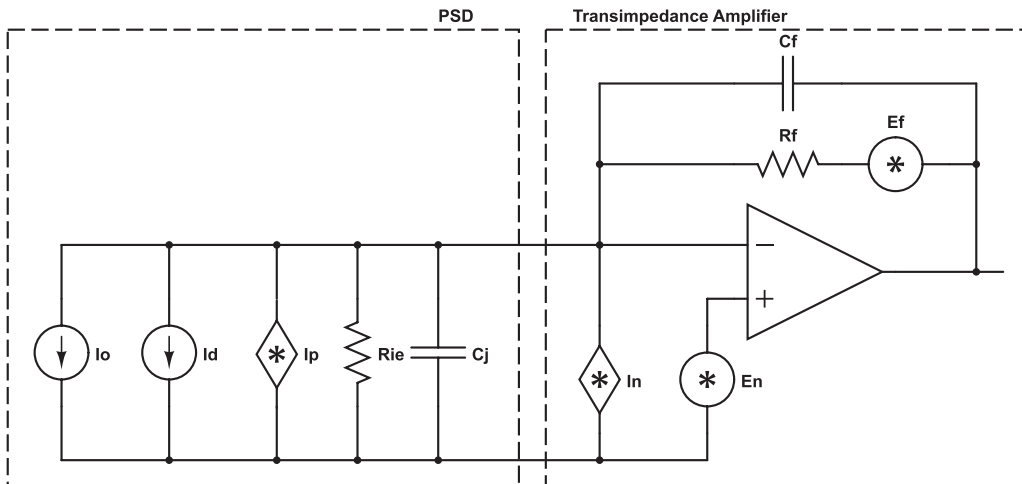 PSD
Transimpedance Amplifier
Cf
Rf
Ef
*
−
+
Io
Id
*
Ip
Rie
Cj
*
In
*
En